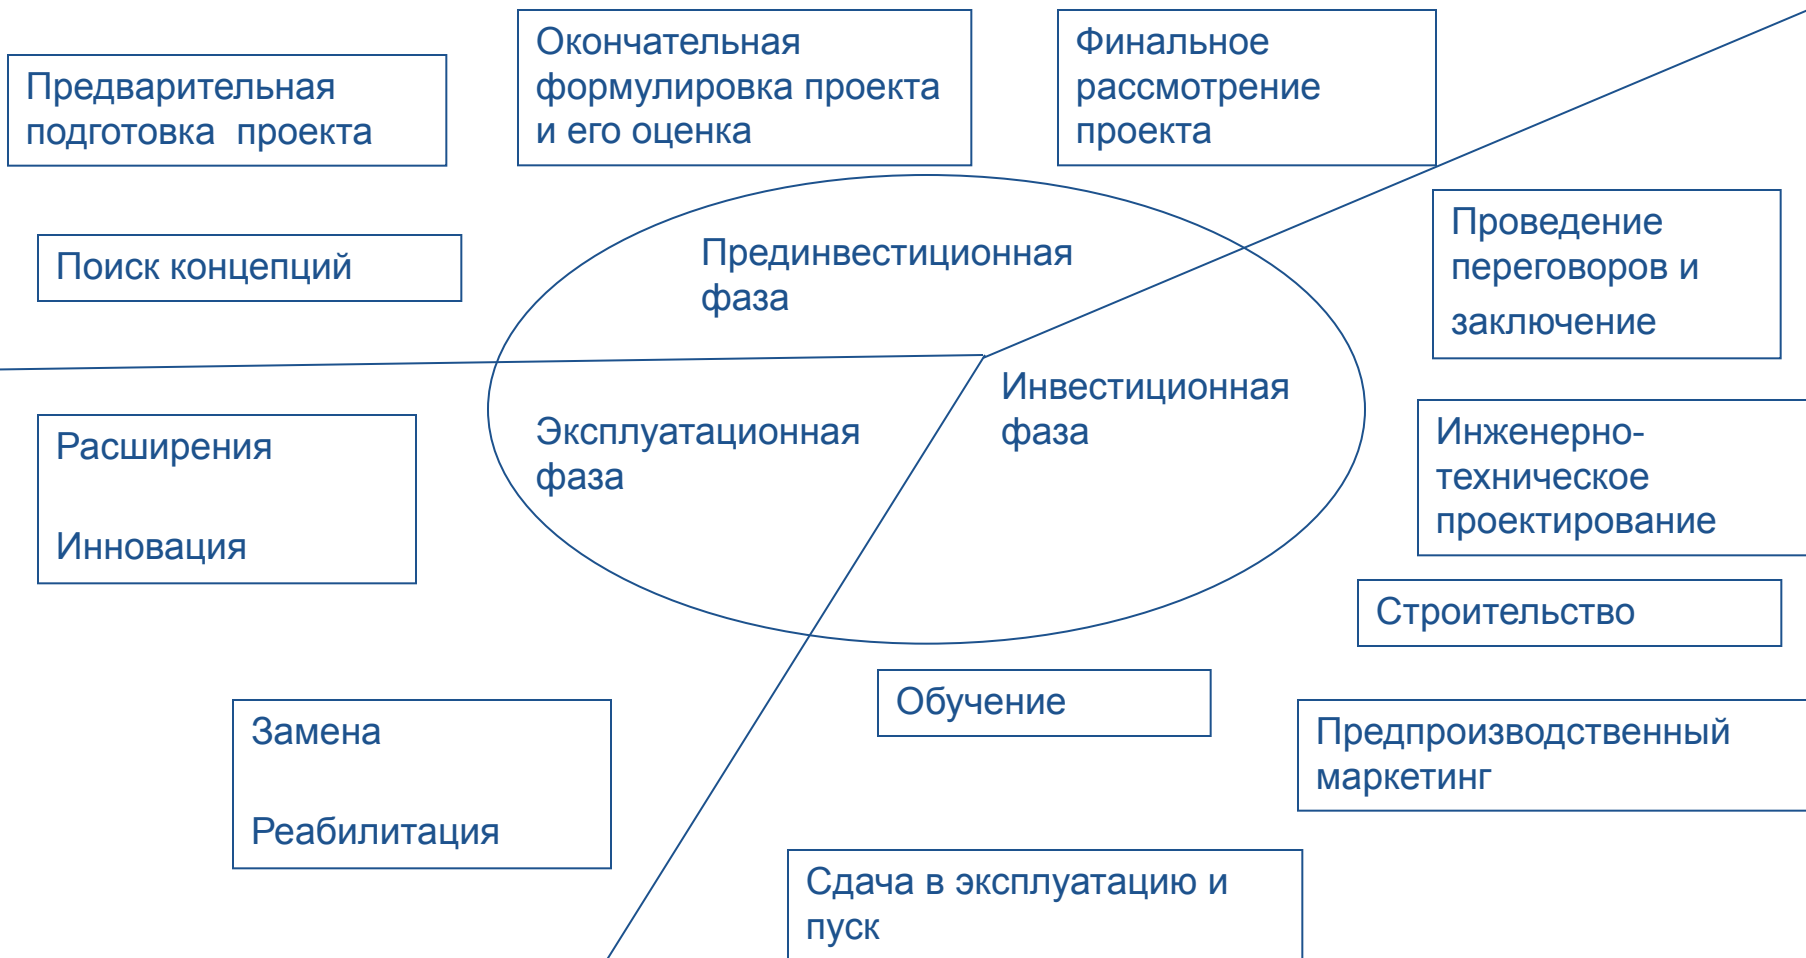 Предварительная
подготовка проекта
Окончательная
формулировка проекта
и его оценка
Финальное
рассмотрение
проекта
Поиск концепций
Прединвестиционная
фаза
Проведение
переговоров и
заключение
Эксплуатационная
фаза
Инвестиционная
фаза
Расширения
Инновация
Инженерно-
техническое
проектирование
Строительство
Обучение
Предпроизводственный
маркетинг
Замена
Реабилитация
Сдача в эксплуатацию и
пуск